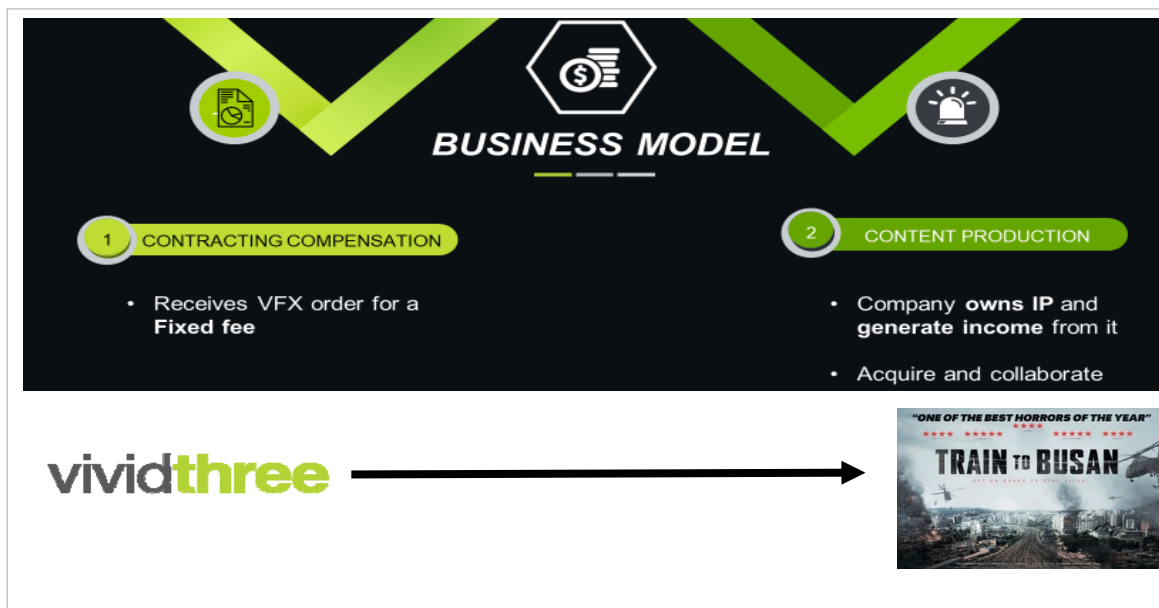 BUSINESS MODEL
1 CONTRACTING COMPENSATION
• Receives VFX order for a
Fixed fee
2 CONTENT PRODUCTION
• Company owns IP and
generate income from it
• Acquire and collaborate
vividthree
"ONE OF THE BEST HORRORS OF THE YEAR"
TRAIN TO BUSAN